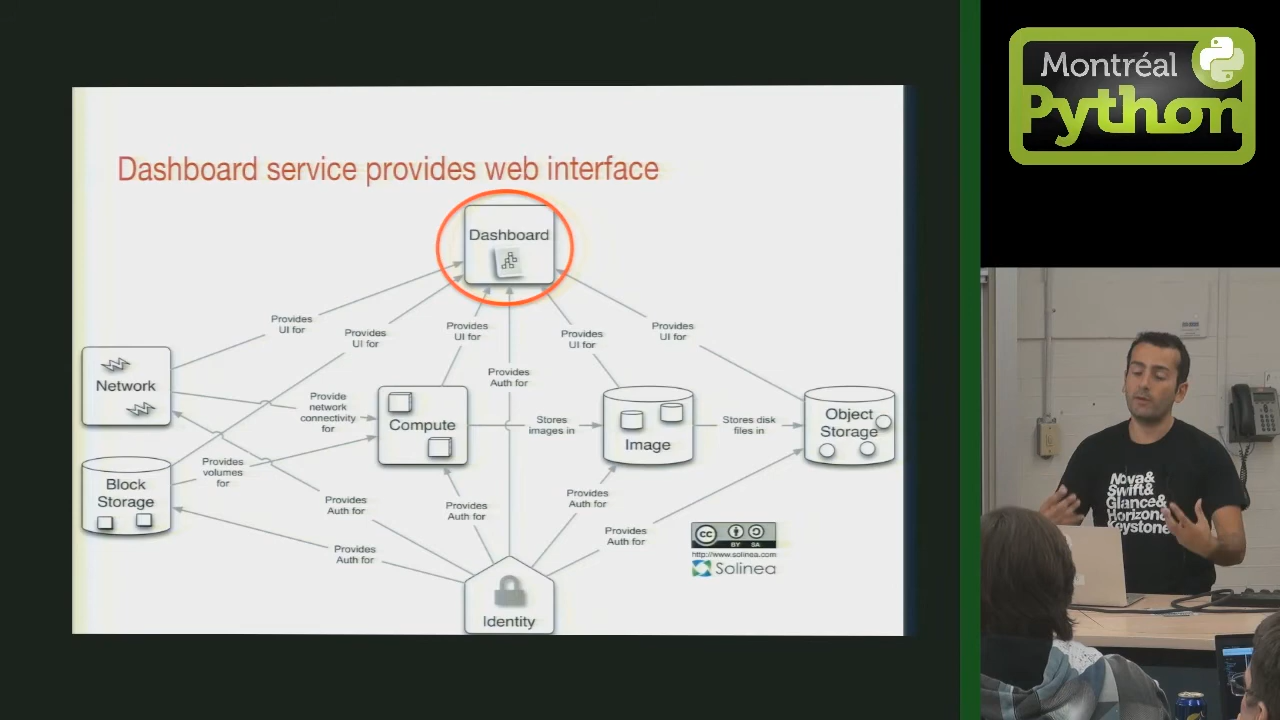 Montréal
Python
Dashboard service provides web interface
Dashboard
Provides
UI for
Provides
UI for
Provides
UI for
Provides
UI for
Provides
UI for
Provides
Auth for
Network
Provide
network
connectivity
for
Compute
Stores
images in
Image
Stores disk
files in
Object
Storage
Block
Storage
Provides
volumes
for
Provides
Auth for
Provides
Auth for
Provides
Auth for
Provides
Auth for
Provides
Auth for
Identity
cc
BY SA
http://www.solinea.com
Solinea
Nova&
Swift&
Glance&
Horizon&
Keystone